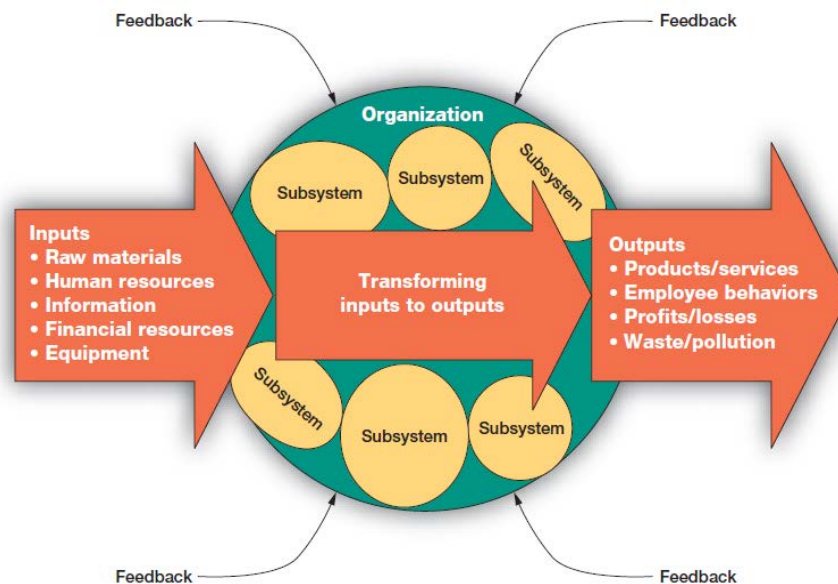 Feedback
Feedback
Organization
Subsystem
Subsystem
Subsystem
Inputs
• Raw materials
• Human resources
• Information
• Financial resources
• Equipment
Transforming
inputs to outputs
Outputs
• Products/services
• Employee behaviors
• Profits/losses
• Waste/pollution
Subsystem
Subsystem
Subsystem
Feedback
Feedback